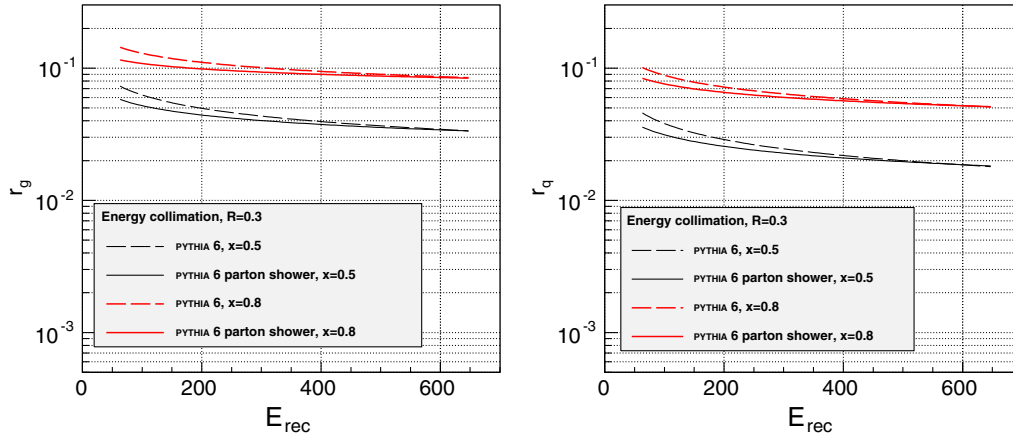 r_g
10^{-1}
10^{-2}
10^{-3}
Energy collimation, R=0.3
PYTHIA 6, x=0.5
PYTHIA 6 parton shower, x=0.5
PYTHIA 6, x=0.8
PYTHIA 6 parton shower, x=0.8
0 200 400 600
E_rec
r_q
10^{-1}
10^{-2}
10^{-3}
Energy collimation, R=0.3
PYTHIA 6, x=0.5
PYTHIA 6 parton shower, x=0.5
PYTHIA 6, x=0.8
PYTHIA 6 parton shower, x=0.8
0 200 400 600
E_rec